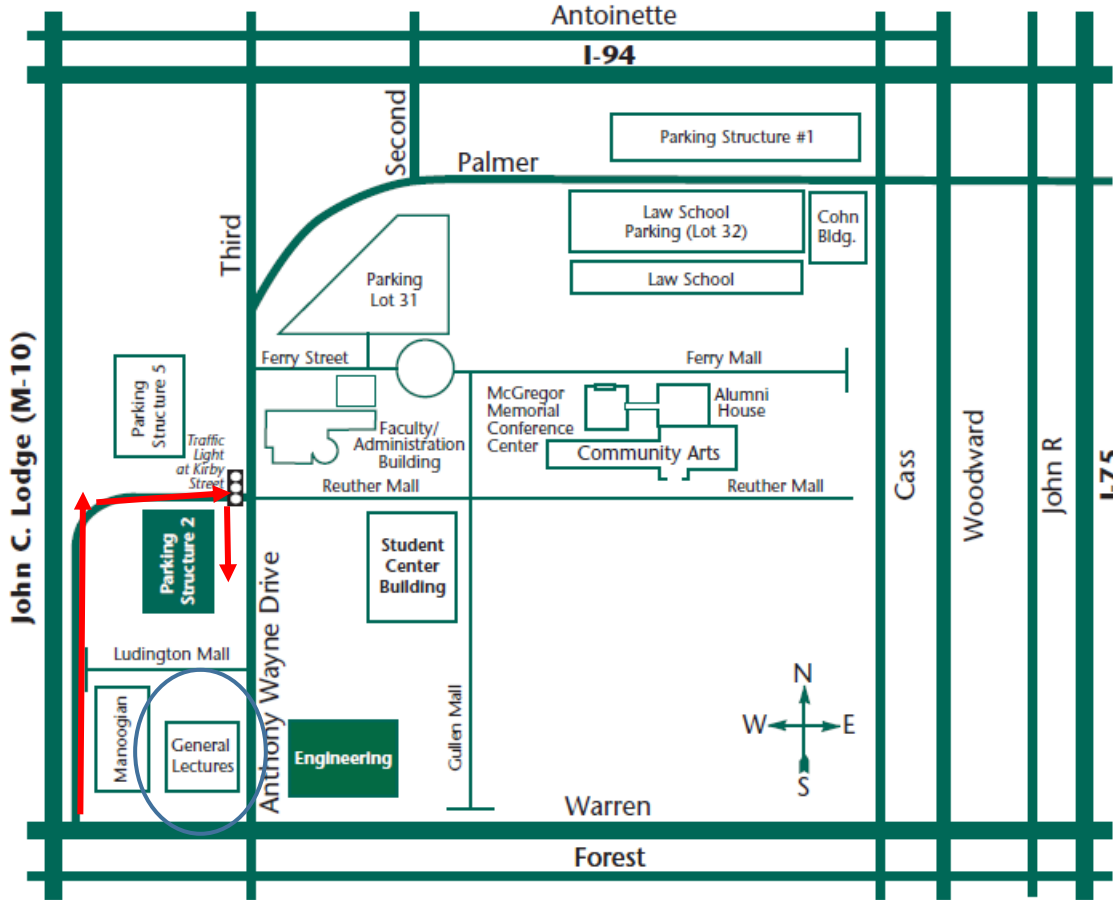 Antoinette
I-94
Second
Parking Structure #1
Palmer
Law School
Parking (Lot 32)
Cohn
Bldg.
Third
Parking
Lot 31
Law School
John C. Lodge (M-10)
Ferry Street
Ferry Mall
Parking
Structure 5
McGregor
Memorial
Conference
Center
Alumni
House
Traffic
Light
at Kirby
Street
Faculty/
Administration
Building
Community Arts
Reuther Mall
Reuther Mall
Cass
Woodward
John R
I-75
Parking
Structure 2
Student
Center
Building
Anthony Wayne Drive
Ludington Mall
Gullen Mall
N
W
E
S
Manoogian
General
Lectures
Engineering
Warren
Forest